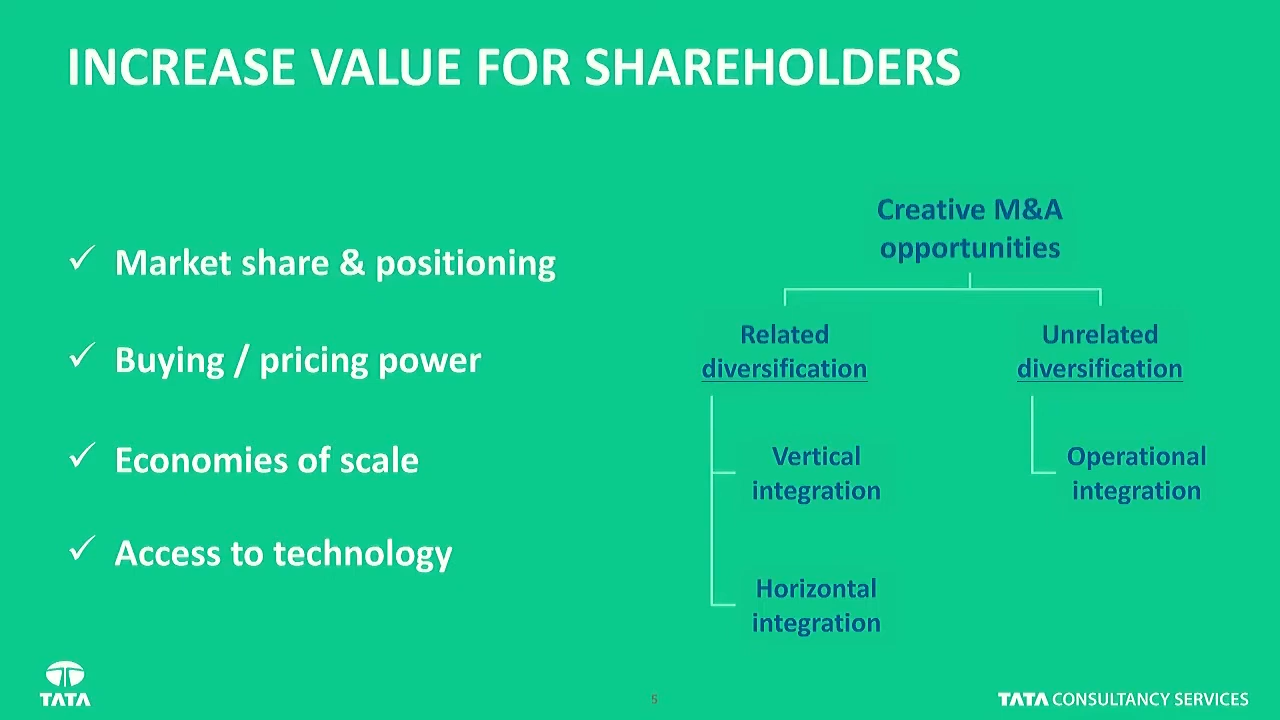 INCREASE VALUE FOR SHAREHOLDERS
✓ Market share & positioning
✓ Buying / pricing power
✓ Economies of scale
✓ Access to technology
Creative M&A
opportunities
Related
diversification
Unrelated
diversification
Vertical
integration
Operational
integration
Horizontal
integration
TATA
5
TATA CONSULTANCY SERVICES